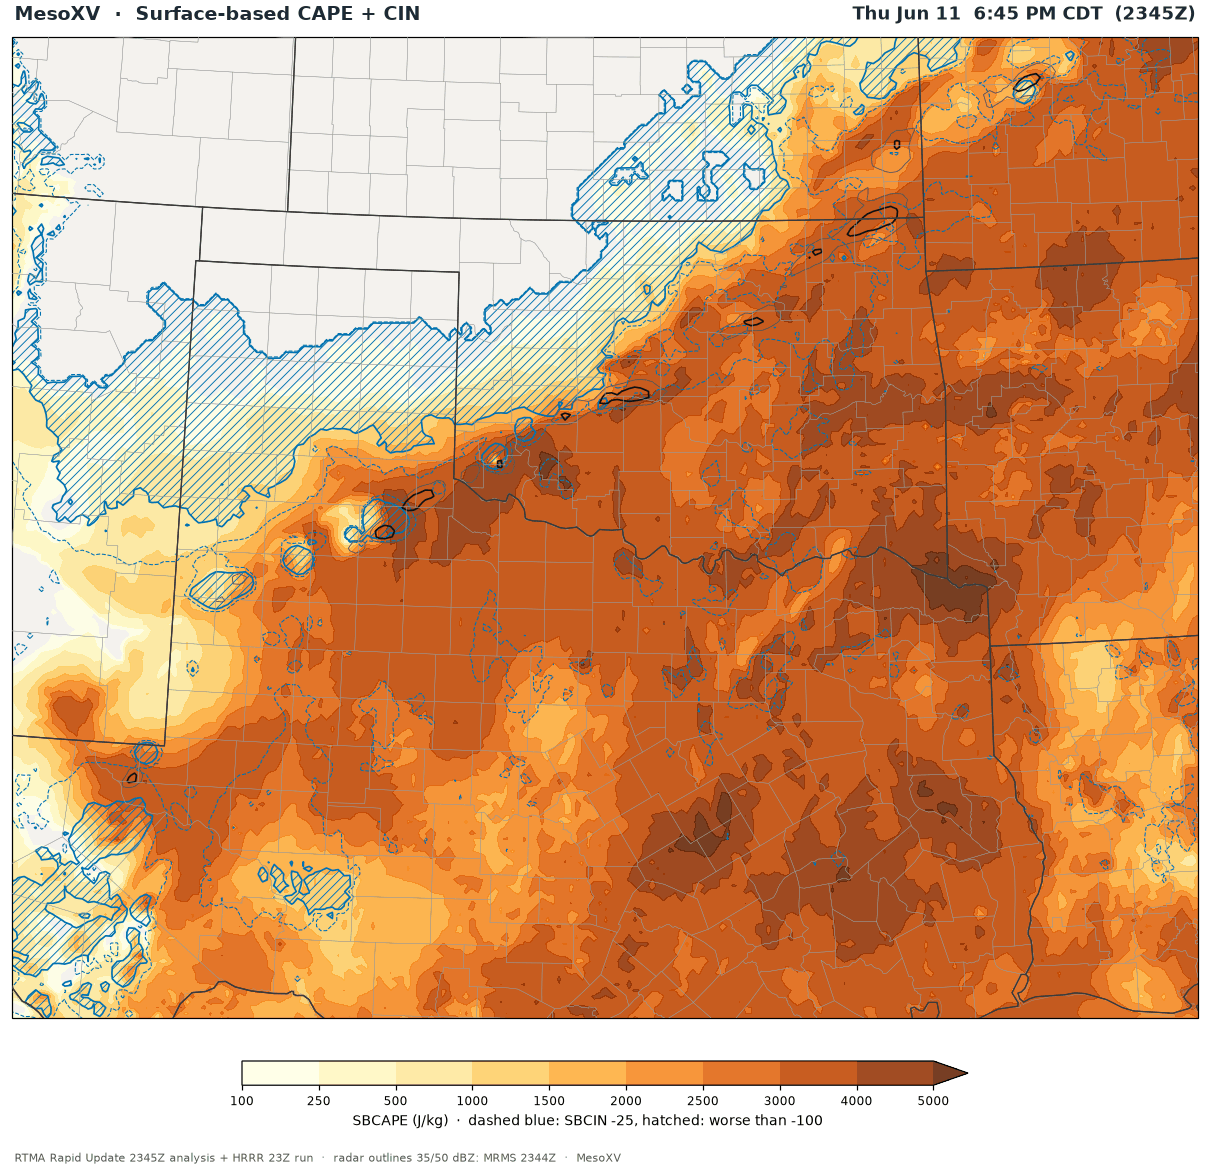 MesoXV · Surface-based CAPE + CIN
Thu Jun 11 6:45 PM CDT (2345Z)
100 250 500 1000 1500 2000 2500 3000 4000 5000
SBCAPE (J/kg) · dashed blue: SBCIN -25, hatched: worse than -100
RTMA Rapid Update 2345Z analysis + HRRR 23Z run · radar outlines 35/50 dBZ: MRMS 2344Z · MesoXV